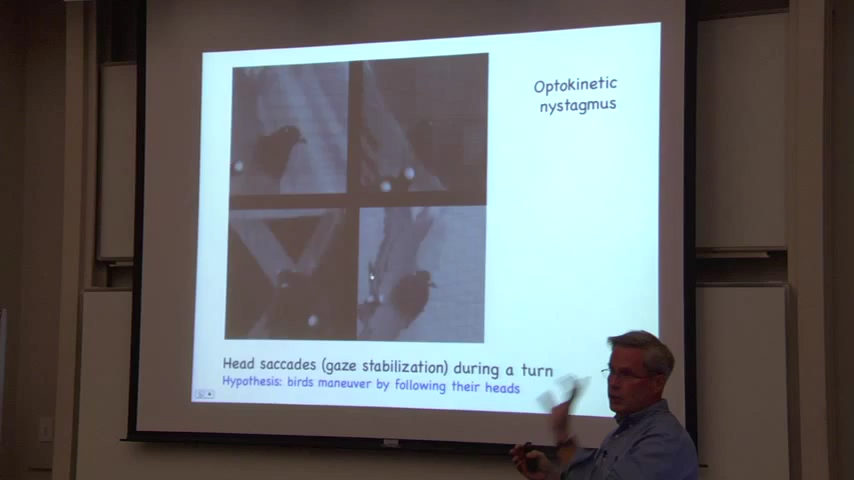 Optokinetic
nystagmus
Head saccades (gaze stabilization) during a turn
Hypothesis: birds maneuver by following their heads